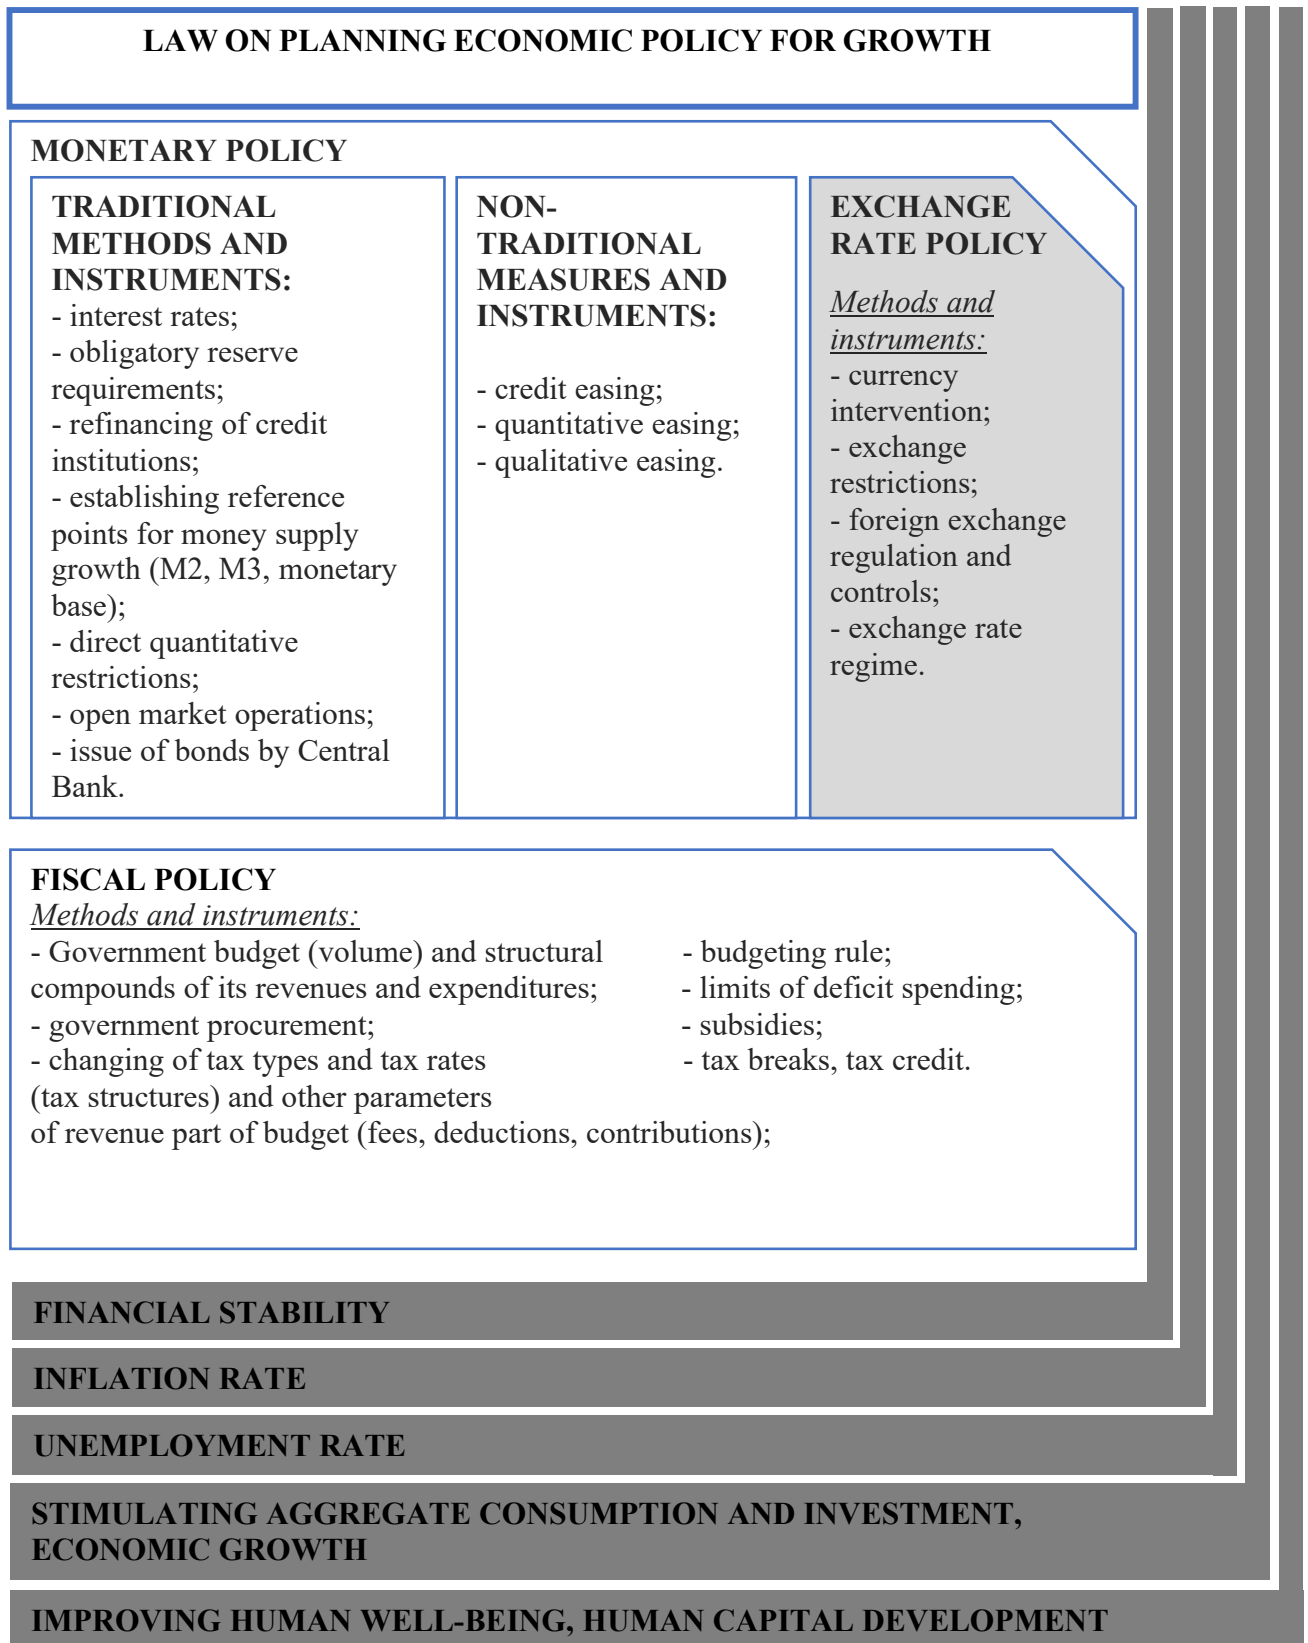 LAW ON PLANNING ECONOMIC POLICY FOR GROWTH
MONETARY POLICY
TRADITIONAL
METHODS AND
INSTRUMENTS:
- interest rates;
- obligatory reserve
requirements;
- refinancing of credit
institutions;
- establishing reference
points for money supply
growth (M2, M3, monetary
base);
- direct quantitative
restrictions;
- open market operations;
- issue of bonds by Central
Bank.
NON-
TRADITIONAL
MEASURES AND
INSTRUMENTS:
- credit easing;
- quantitative easing;
- qualitative easing.
EXCHANGE
RATE POLICY
Methods and
instruments:
- currency
intervention;
- exchange
restrictions;
- foreign exchange
regulation and
controls;
- exchange rate
regime.
FISCAL POLICY
Methods and instruments:
- Government budget (volume) and structural
compounds of its revenues and expenditures;
- government procurement;
- changing of tax types and tax rates
(tax structures) and other parameters
of revenue part of budget (fees, deductions, contributions);
- budgeting rule;
- limits of deficit spending;
- subsidies;
- tax breaks, tax credit.
FINANCIAL STABILITY
INFLATION RATE
UNEMPLOYMENT RATE
STIMULATING AGGREGATE CONSUMPTION AND INVESTMENT,
ECONOMIC GROWTH
IMPROVING HUMAN WELL-BEING, HUMAN CAPITAL DEVELOPMENT